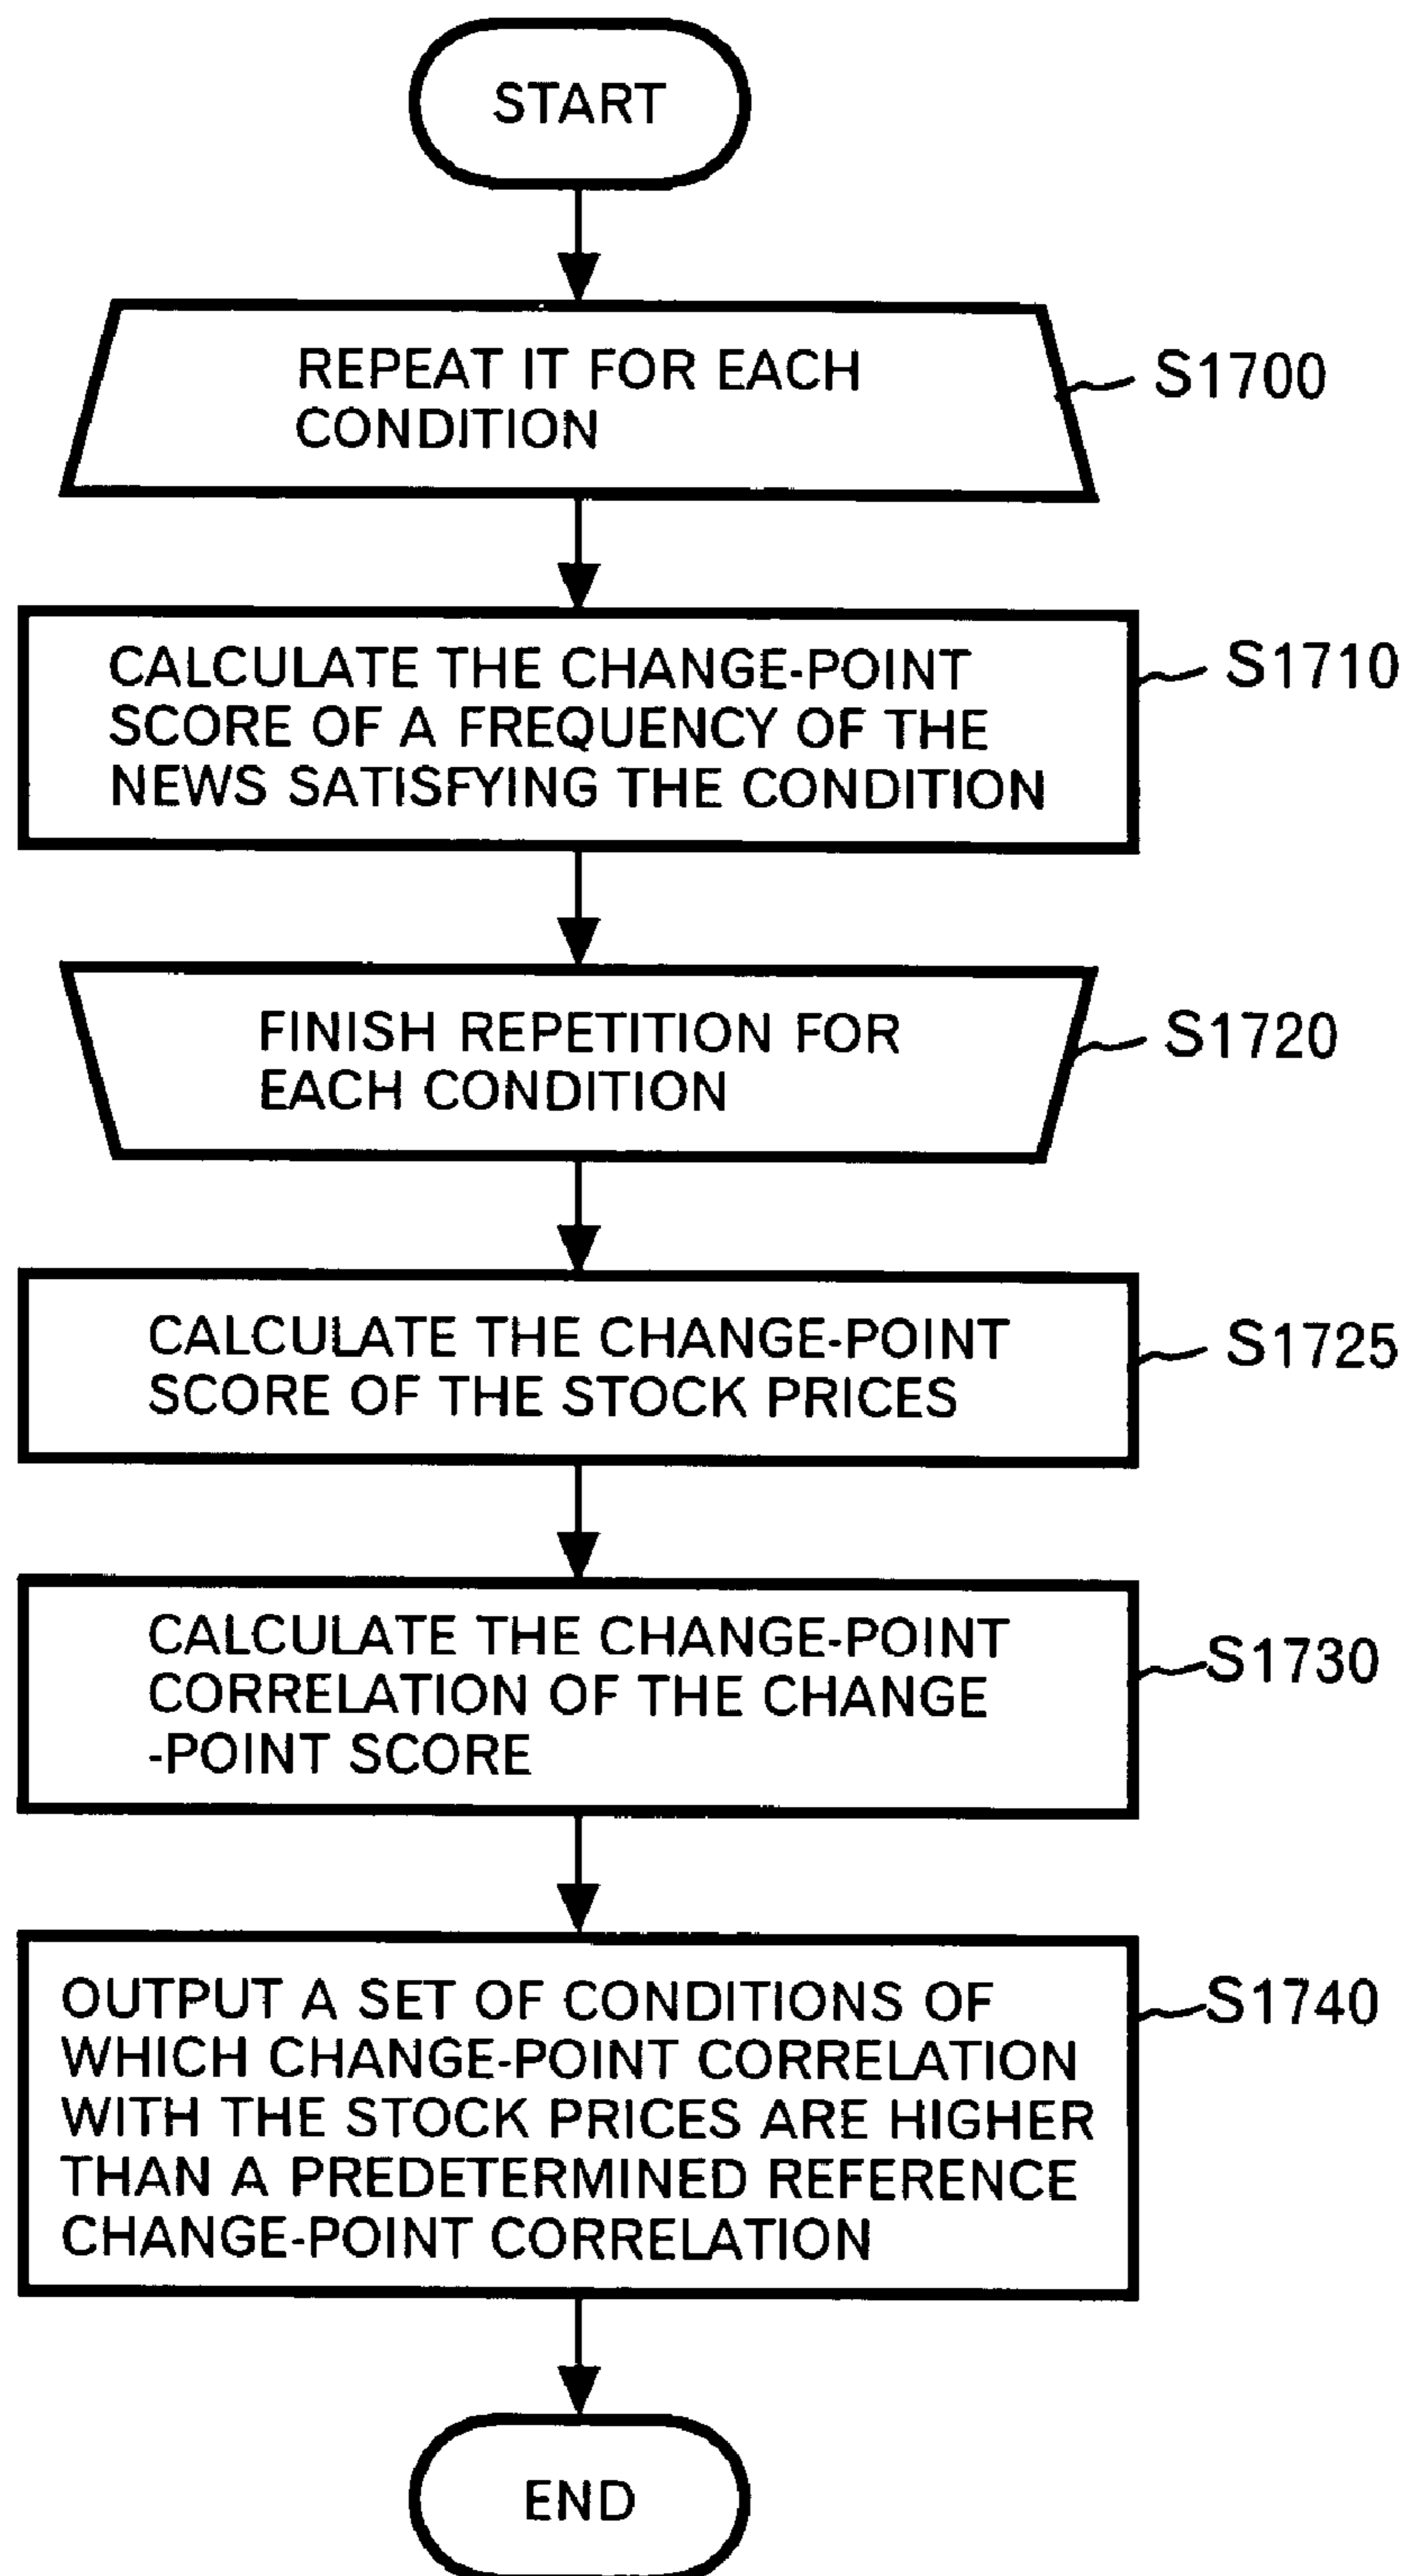 START
REPEAT IT FOR EACH
CONDITION
S1700
CALCULATE THE CHANGE-POINT
SCORE OF A FREQUENCY OF THE
NEWS SATISFYING THE CONDITION
S1710
FINISH REPETITION FOR
EACH CONDITION
S1720
CALCULATE THE CHANGE-POINT
SCORE OF THE STOCK PRICES
S1725
CALCULATE THE CHANGE-POINT
CORRELATION OF THE CHANGE
-POINT SCORE
S1730
OUTPUT A SET OF CONDITIONS OF
WHICH CHANGE-POINT CORRELATION
WITH THE STOCK PRICES ARE HIGHER
THAN A PREDETERMINED REFERENCE
CHANGE-POINT CORRELATION
S1740
END